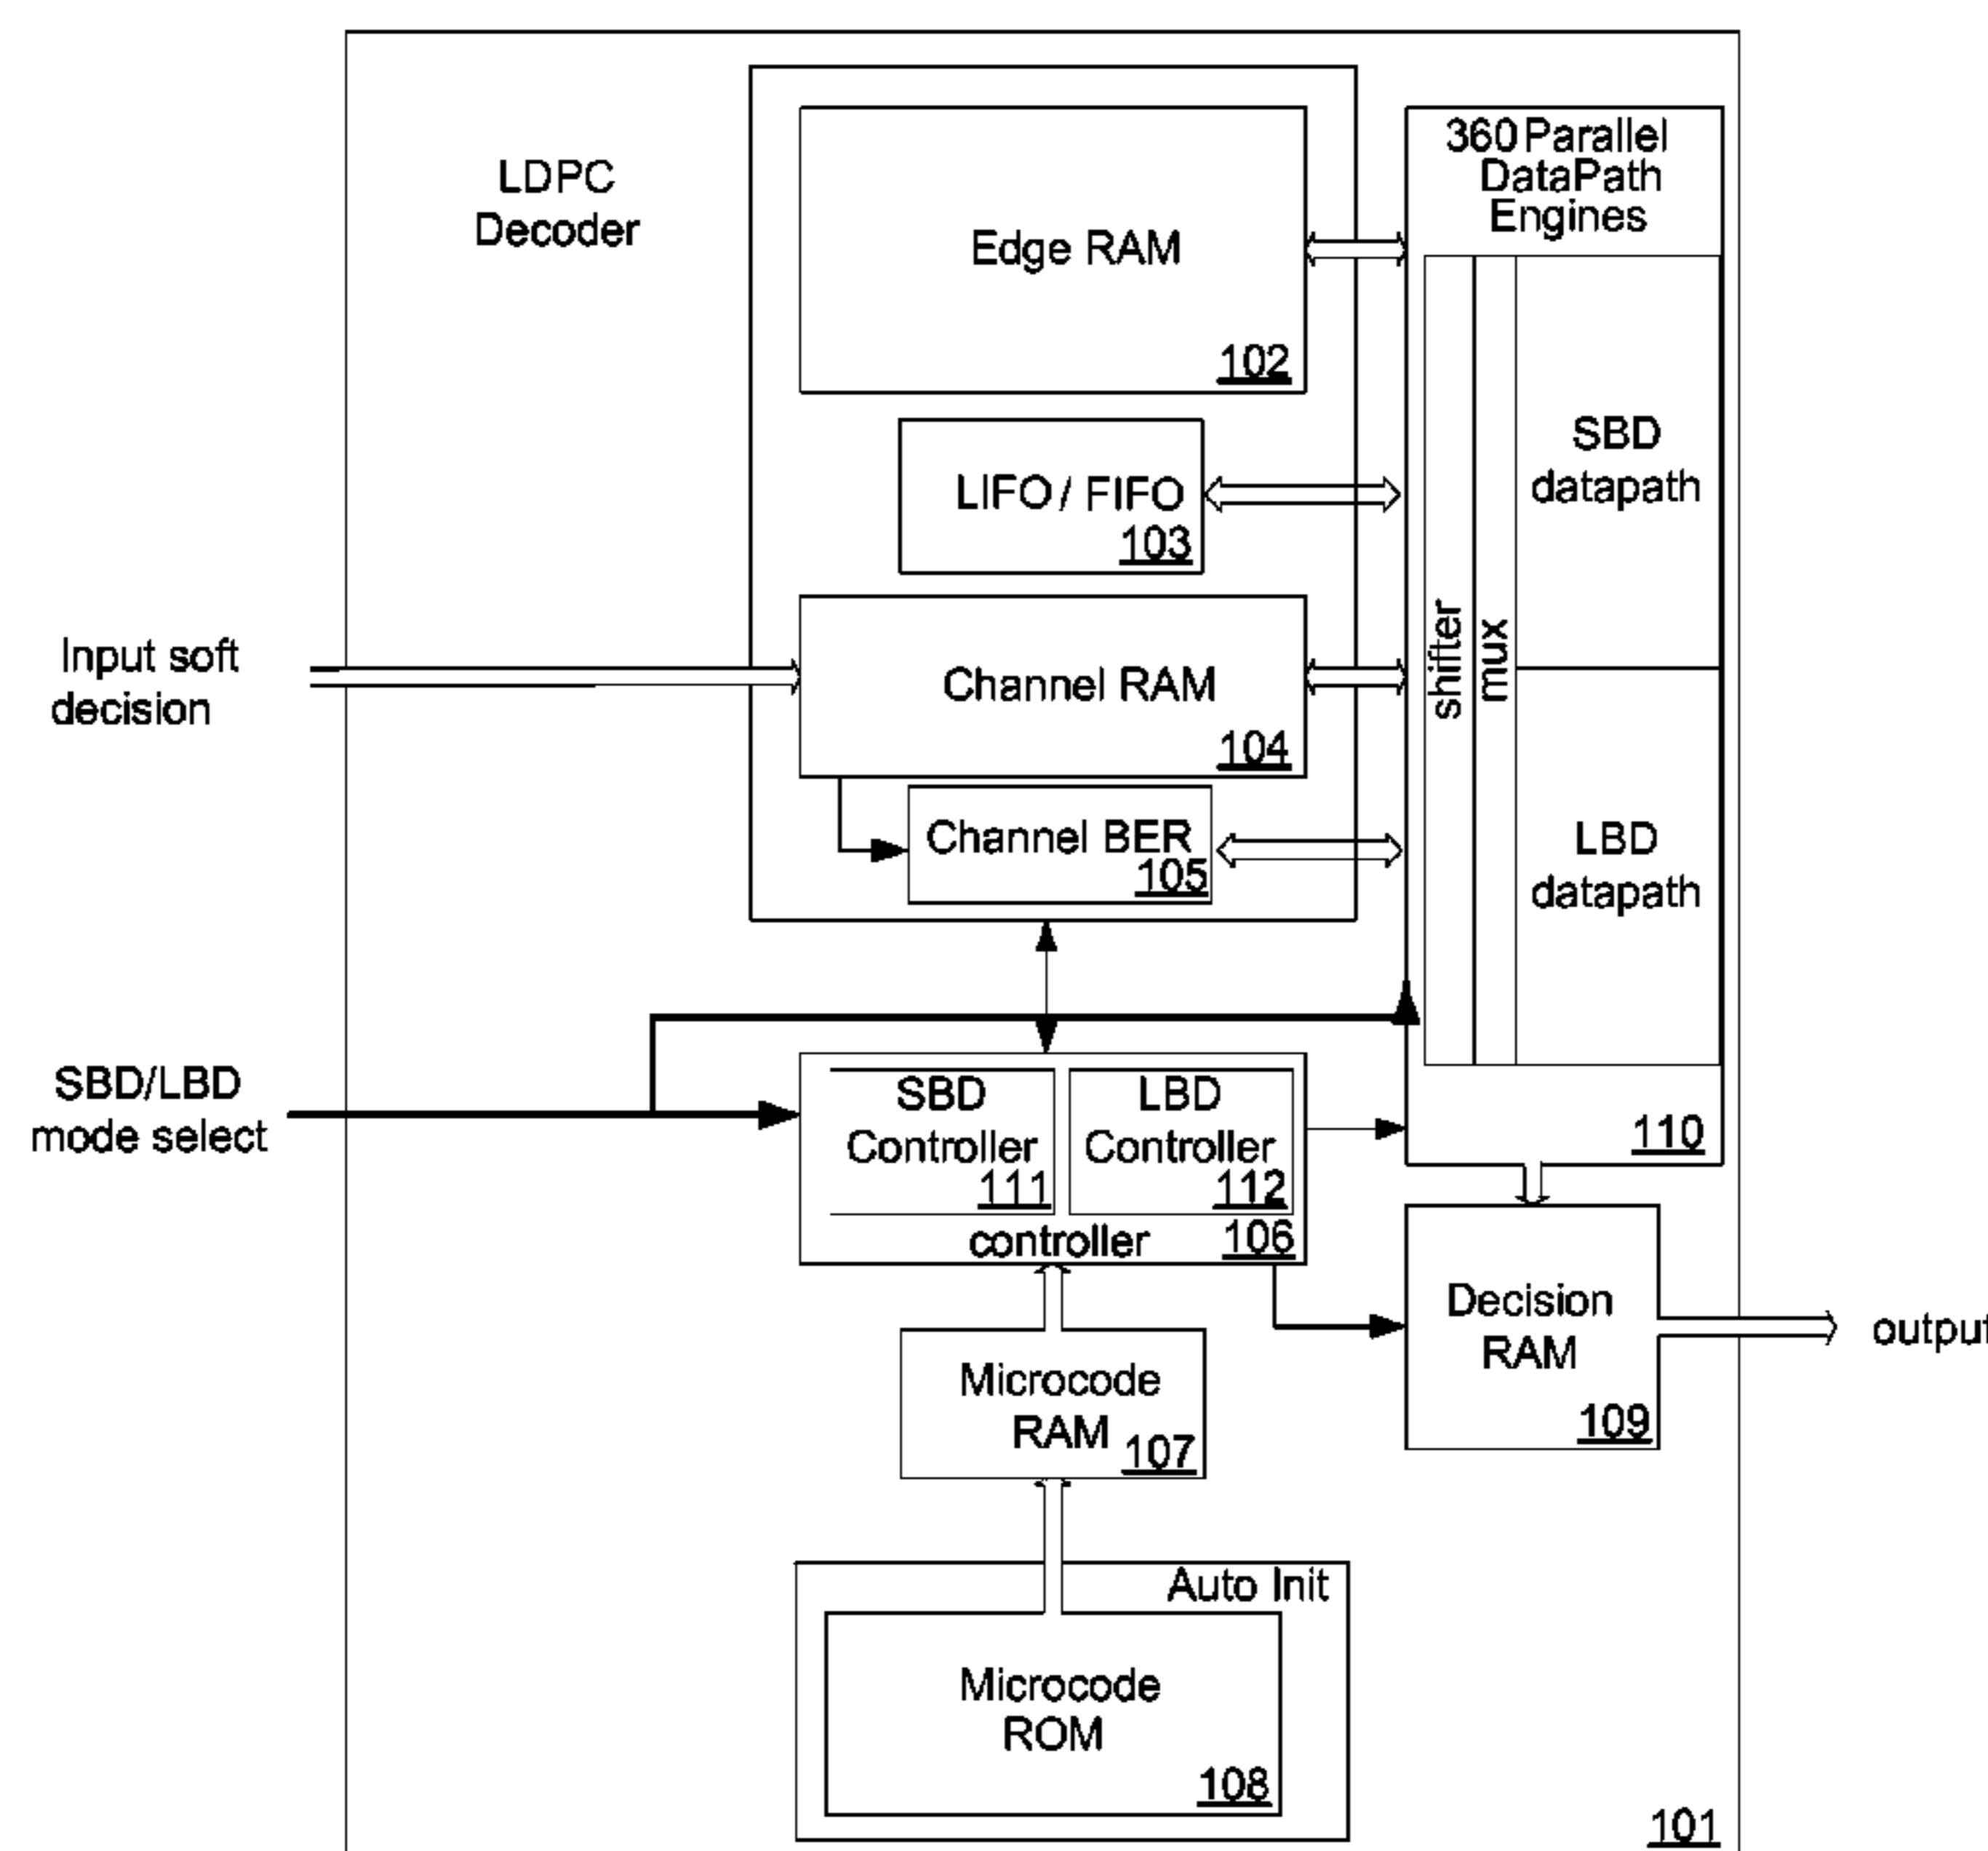 LDPC
Decoder
Edge RAM
102
LIFO / FIFO
103
Input soft
decision
Channel RAM
104
Channel BER
105
360 Parallel
DataPath
Engines
shifter
mux
SBD
datapath
LBD
datapath
110
SBD/LBD
mode select
SBD
Controller
111
LBD
Controller
112
controller
106
Microcode
RAM
107
Decision
RAM
109
output
Auto Init
Microcode
ROM
108
101